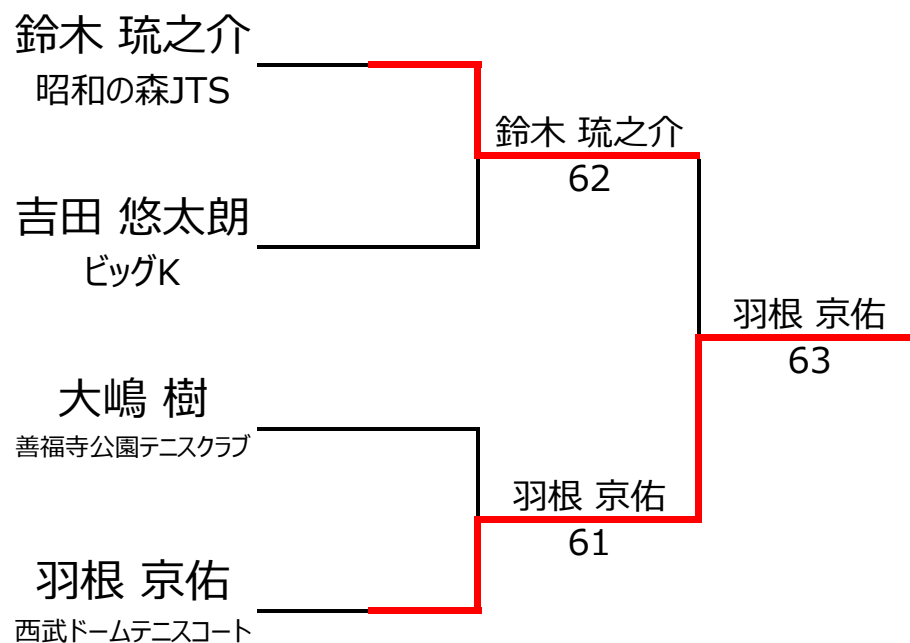 鈴木 琉之介
昭和の森JTS
鈴木 琉之介
62
吉田 悠太朗
ビッグK
羽根 京佑
63
大嶋 樹
善福寺公園テニスクラブ
羽根 京佑
61
羽根 京佑
西武ドームテニスコート